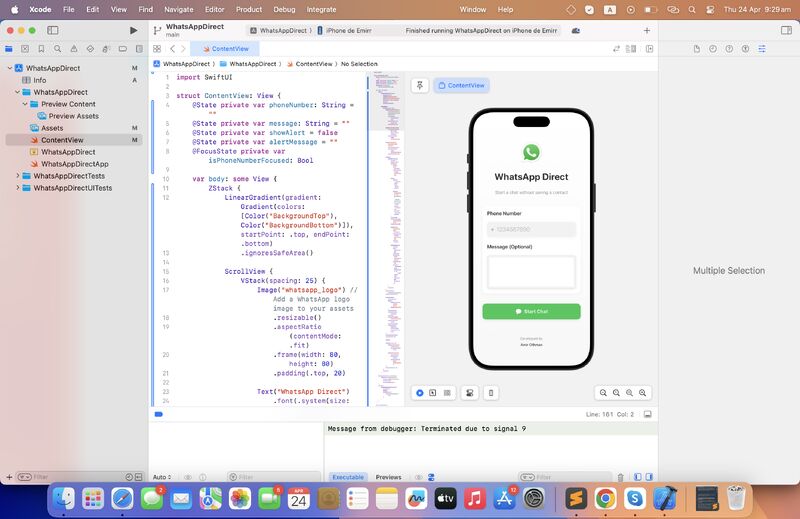 Xcode File Edit View Find Navigate Editor Product Debug Integrate Window Help A Thu 24 Apr 9:29 am
WhatsAppDirect
main
WhatsAppDirect iPhone de Emirr
Finished running WhatsAppDirect on iPhone de Emirr
ContentView
WhatsAppDirect WhatsAppDirect ContentView No Selection
WhatsAppDirect M
Info A
WhatsAppDirect
Preview Content
Preview Assets
Assets
ContentView M
WhatsAppDirect
WhatsAppDirectApp
WhatsAppDirectTests
WhatsAppDirectUITests
1 import SwiftUI
2
3 struct ContentView: View {
4 @State private var phoneNumber: String =
""
5 @State private var message: String = ""
6 @State private var showAlert = false
7 @State private var alertMessage = ""
8 @FocusState private var
isPhoneNumberFocused: Bool
9
10 var body: some View {
11 ZStack {
12 LinearGradient(gradient:
Gradient(colors:
[Color("BackgroundTop"),
Color("BackgroundBottom")]),
startPoint: .top, endPoint:
.bottom)
13 .ignoresSafeArea()
14
15 ScrollView {
16 VStack(spacing: 25) {
17 Image("whatsapp_logo") //
Add a WhatsApp logo
image to your assets
18 .resizable()
19 .aspectRatio
(contentMode:
.fit)
20 .frame(width: 80,
height: 80)
21 .padding(.top, 20)
22
23 Text("WhatsApp Direct")
24 .font(.system(size:
ContentView
WhatsApp Direct
Start a chat without saving a contact
Phone Number
+ 1234567890
Message (Optional)
Start Chat
Developed by
Amir Othman
Multiple Selection
Line: 161 Col: 2
Message from debugger: Terminated due to signal 9
Filter
Auto
Filter
Executable Previews
Filter
2
6
APR
24
12